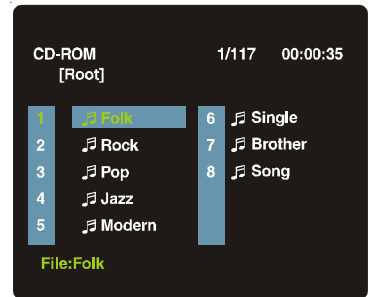 CD-ROM 1/117 00:00:35
[Root]
1 Folk 6 Single
2 Rock 7 Brother
3 Pop 8 Song
4 Jazz
5 Modern
File:Folk